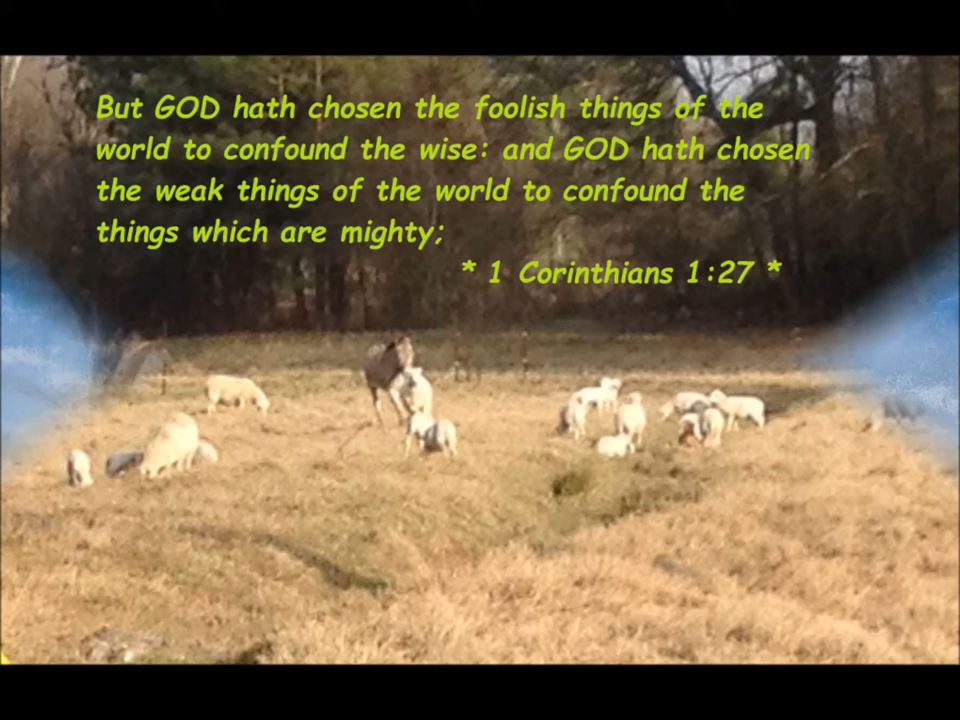 But GOD hath chosen the foolish things of the
world to confound the wise: and GOD hath chosen
the weak things of the world to confound the
things which are mighty;
* 1 Corinthians 1:27 *